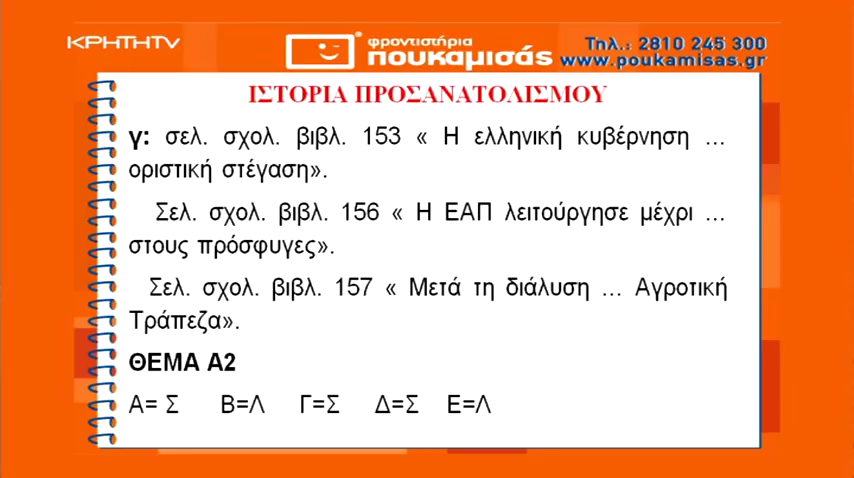 ΚΡΗΤΗTV
φροντιστήρια
πουκαμισάς
Τηλ.: 2810 245 300
www.poukamisas.gr
ΙΣΤΟΡΙΑ ΠΡΟΣΑΝΑΤΟΛΙΣΜΟΥ
γ: σελ. σχολ. βιβλ. 153 « Η ελληνική κυβέρνηση ...
οριστική στέγαση».
Σελ. σχολ. βιβλ. 156 « Η ΕΑΠ λειτούργησε μέχρι ...
στους πρόσφυγες».
Σελ. σχολ. βιβλ. 157 « Μετά τη διάλυση ... Αγροτική
Τράπεζα».
ΘΕΜΑ Α2
Α= Σ Β=Λ Γ=Σ Δ=Σ Ε=Λ